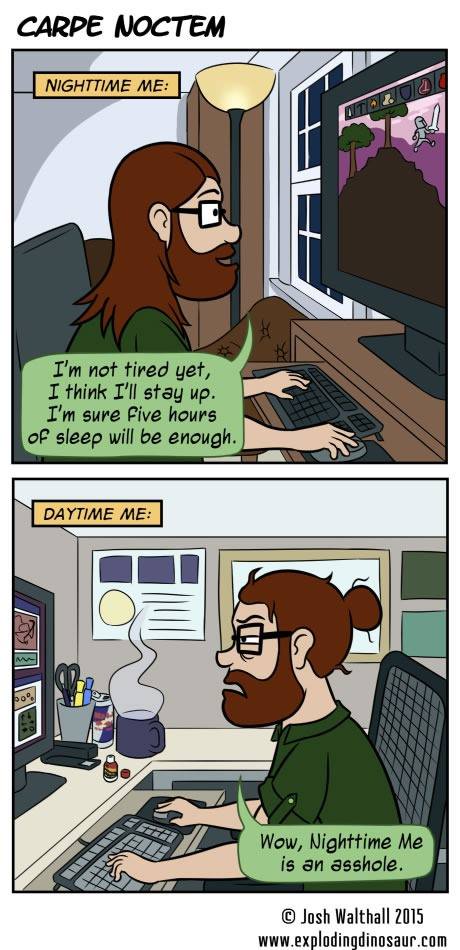 CARPE NOCTEM
NIGHTTIME ME:
I'm not tired yet,
I think I'll stay up.
I'm sure five hours
of sleep will be enough.
DAYTIME ME:
Wow, Nighttime Me
is an asshole.
© Josh Walthall 2015
www.explodingdinosaur.com